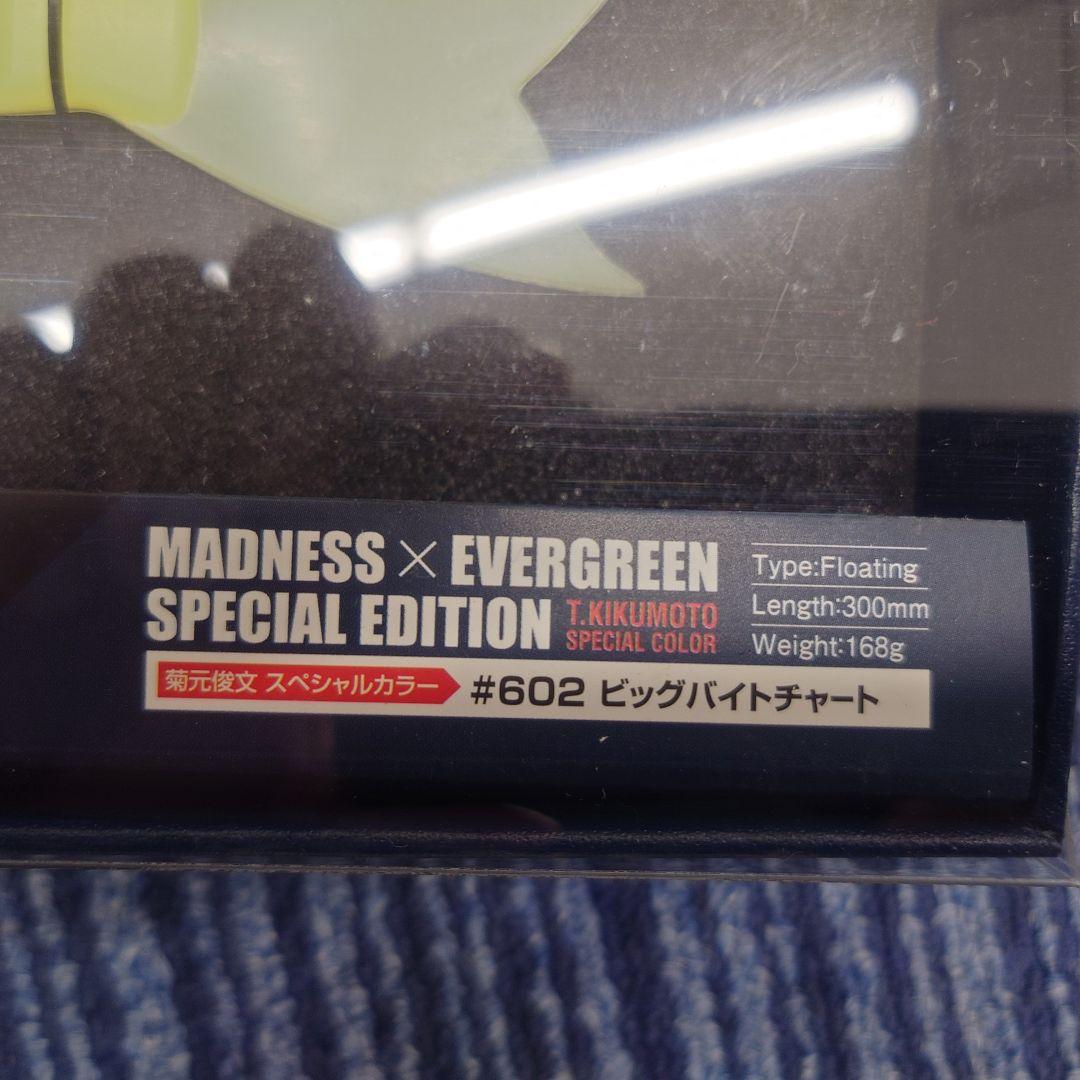 MADNESS × EVERGREEN
SPECIAL EDITION T.KIKUMOTO SPECIAL COLOR
Type:Floating
Length:300mm
Weight:168g
菊元俊文 スペシャルカラー #602 ビッグバイトチャート